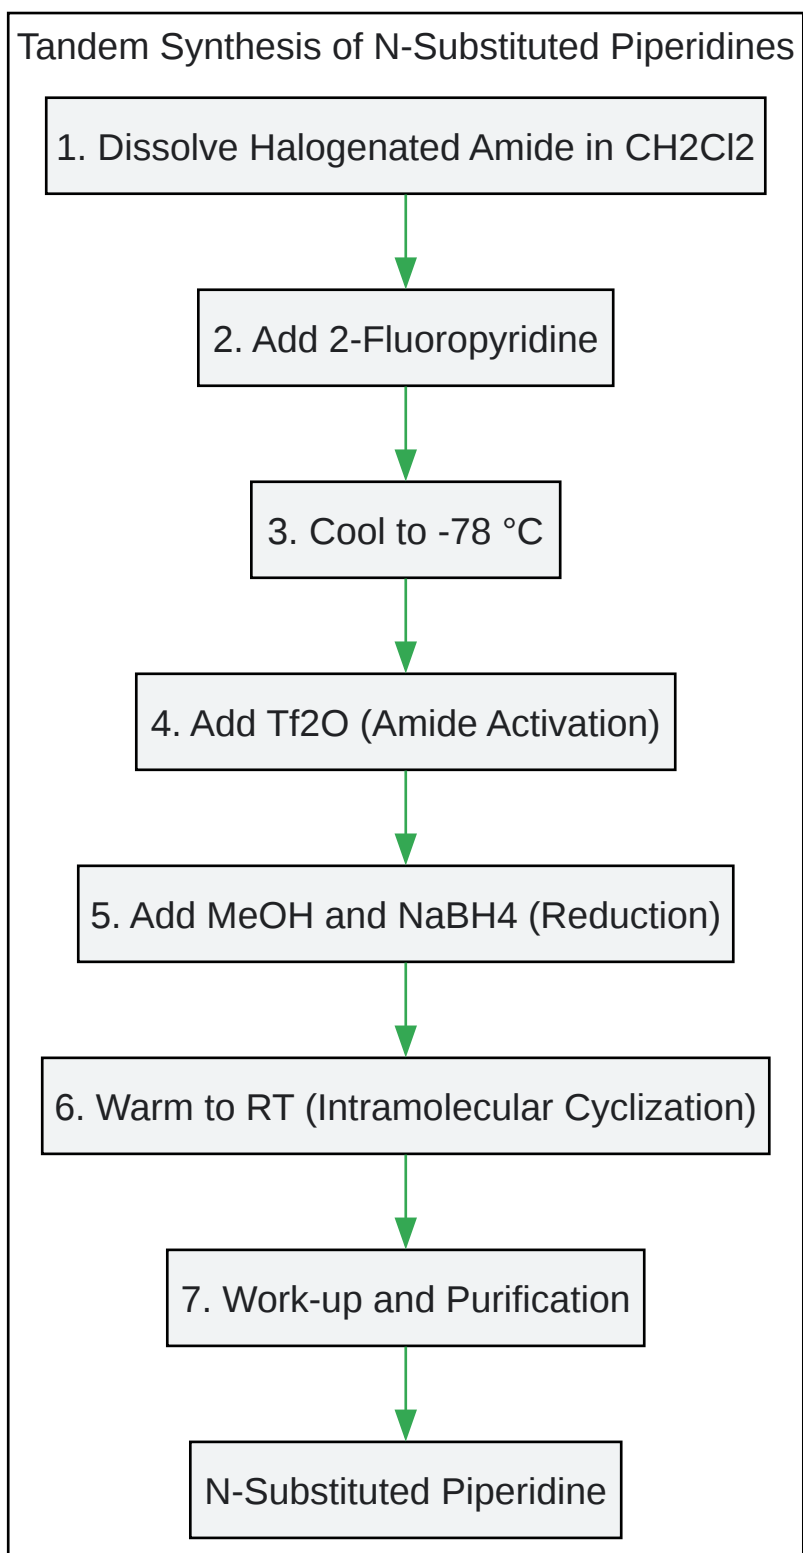 Tandem Synthesis of N-Substituted Piperidines
1. Dissolve Halogenated Amide in CH2Cl2
2. Add 2-Fluoropyridine
3. Cool to -78 °C
4. Add Tf2O (Amide Activation)
5. Add MeOH and NaBH4 (Reduction)
6. Warm to RT (Intramolecular Cyclization)
7. Work-up and Purification
N-Substituted Piperidine